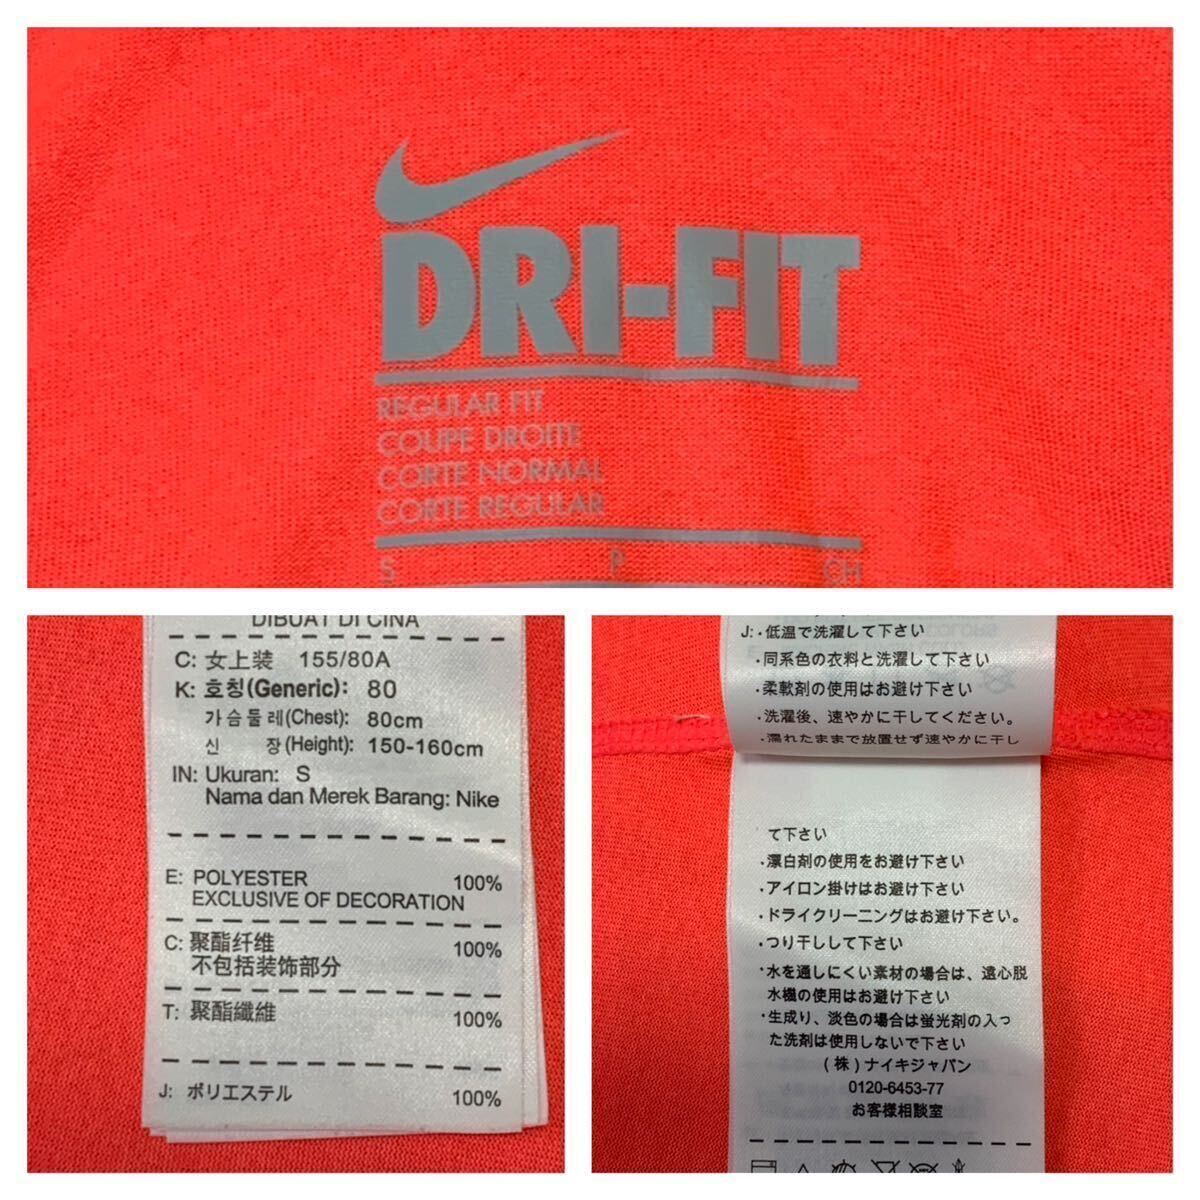 DRI-FIT
REGULAR FIT
COUPE DROITE
CORTE NORMAL
CORTE REGULAR
S P CH
DIBUAT DI CINA
C: 女上装 155/80A
K: 호칭(Generic): 80
가슴둘레(Chest): 80cm
신 장(Height): 150-160cm
IN: Ukuran: S
Nama dan Merek Barang: Nike
E: POLYESTER 100%
EXCLUSIVE OF DECORATION
C: 聚酯纤维 100%
不包括装饰部分
T: 聚酯纖維 100%
J: ポリエステル 100%
J: ・低温で洗濯して下さい
・同系色の衣料と洗濯して下さい
・柔軟剤の使用はお避け下さい
・洗濯後、速やかに干してください。
・濡れたままで放置せず速やかに干し
て下さい
・漂白剤の使用をお避け下さい
・アイロン掛けはお避け下さい
・ドライクリーニングはお避け下さい。
・つり干しして下さい
・水を通しにくい素材の場合は、遠心脱
水機の使用はお避け下さい
・生成り、淡色の場合は蛍光剤の入っ
た洗剤は使用しないで下さい
(株)ナイキジャパン
0120-6453-77
お客様相談室